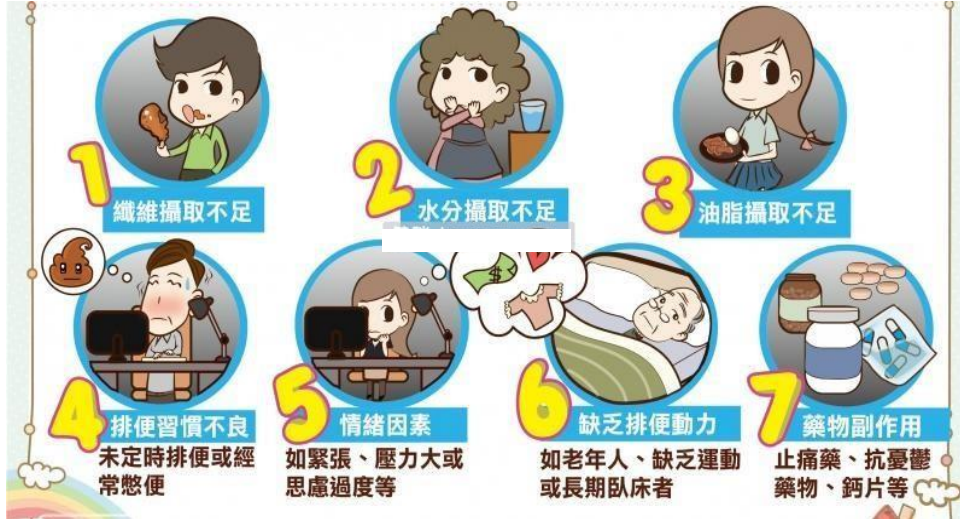 1
纖維攝取不足
2
水分攝取不足
3
油脂攝取不足
4
排便習慣不良
未定時排便或經
常憋便
5
情緒因素
如緊張、壓力大或
思慮過度等
6
缺乏排便動力
如老年人、缺乏運動
或長期臥床者
7
藥物副作用
止痛藥、抗憂鬱
藥物、鈣片等
$